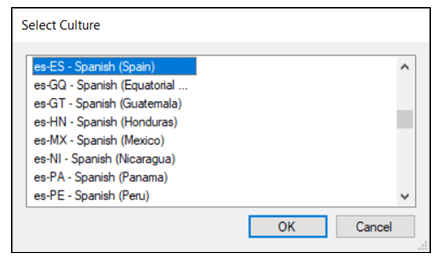 Select Culture
es-ES - Spanish (Spain)
es-GQ - Spanish (Equatorial ...
es-GT - Spanish (Guatemala)
es-HN - Spanish (Honduras)
es-MX - Spanish (Mexico)
es-NI - Spanish (Nicaragua)
es-PA - Spanish (Panama)
es-PE - Spanish (Peru)
OK Cancel